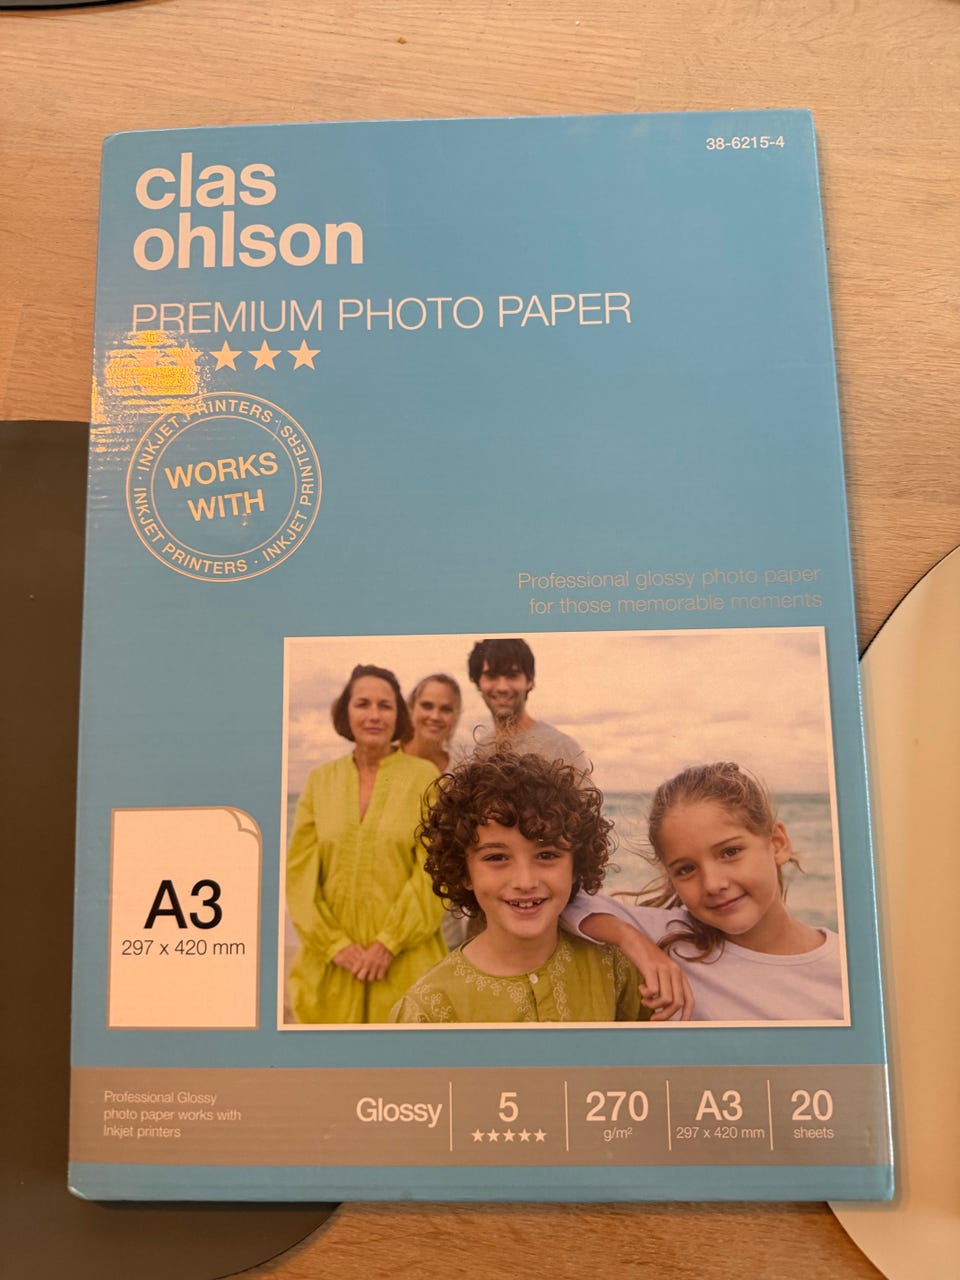 38-6215-4
clas
ohlson
PREMIUM PHOTO PAPER
INKJET PRINTERS · INKJET PRINTERS · INKJET PRINTERS ·
WORKS
WITH
Professional glossy photo paper
for those memorable moments
A3
297 x 420 mm
Professional Glossy
photo paper works with
Inkjet printers
Glossy
5
270
g/m²
A3
297 x 420 mm
20
sheets